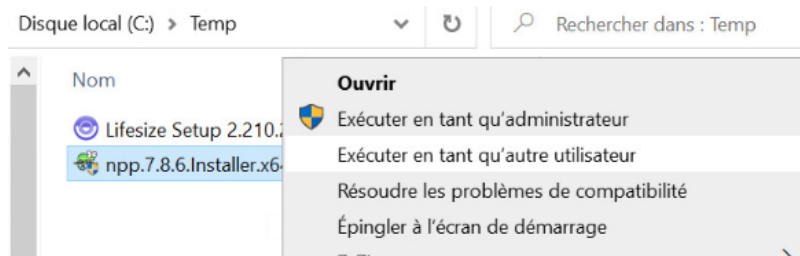 Disque local (C:) > Temp
Rechercher dans : Temp
Nom
Lifesize Setup 2.210.
npp.7.8.6.Installer.x6
Ouvrir
Exécuter en tant qu'administrateur
Exécuter en tant qu'autre utilisateur
Résoudre les problèmes de compatibilité
Épingler à l'écran de démarrage